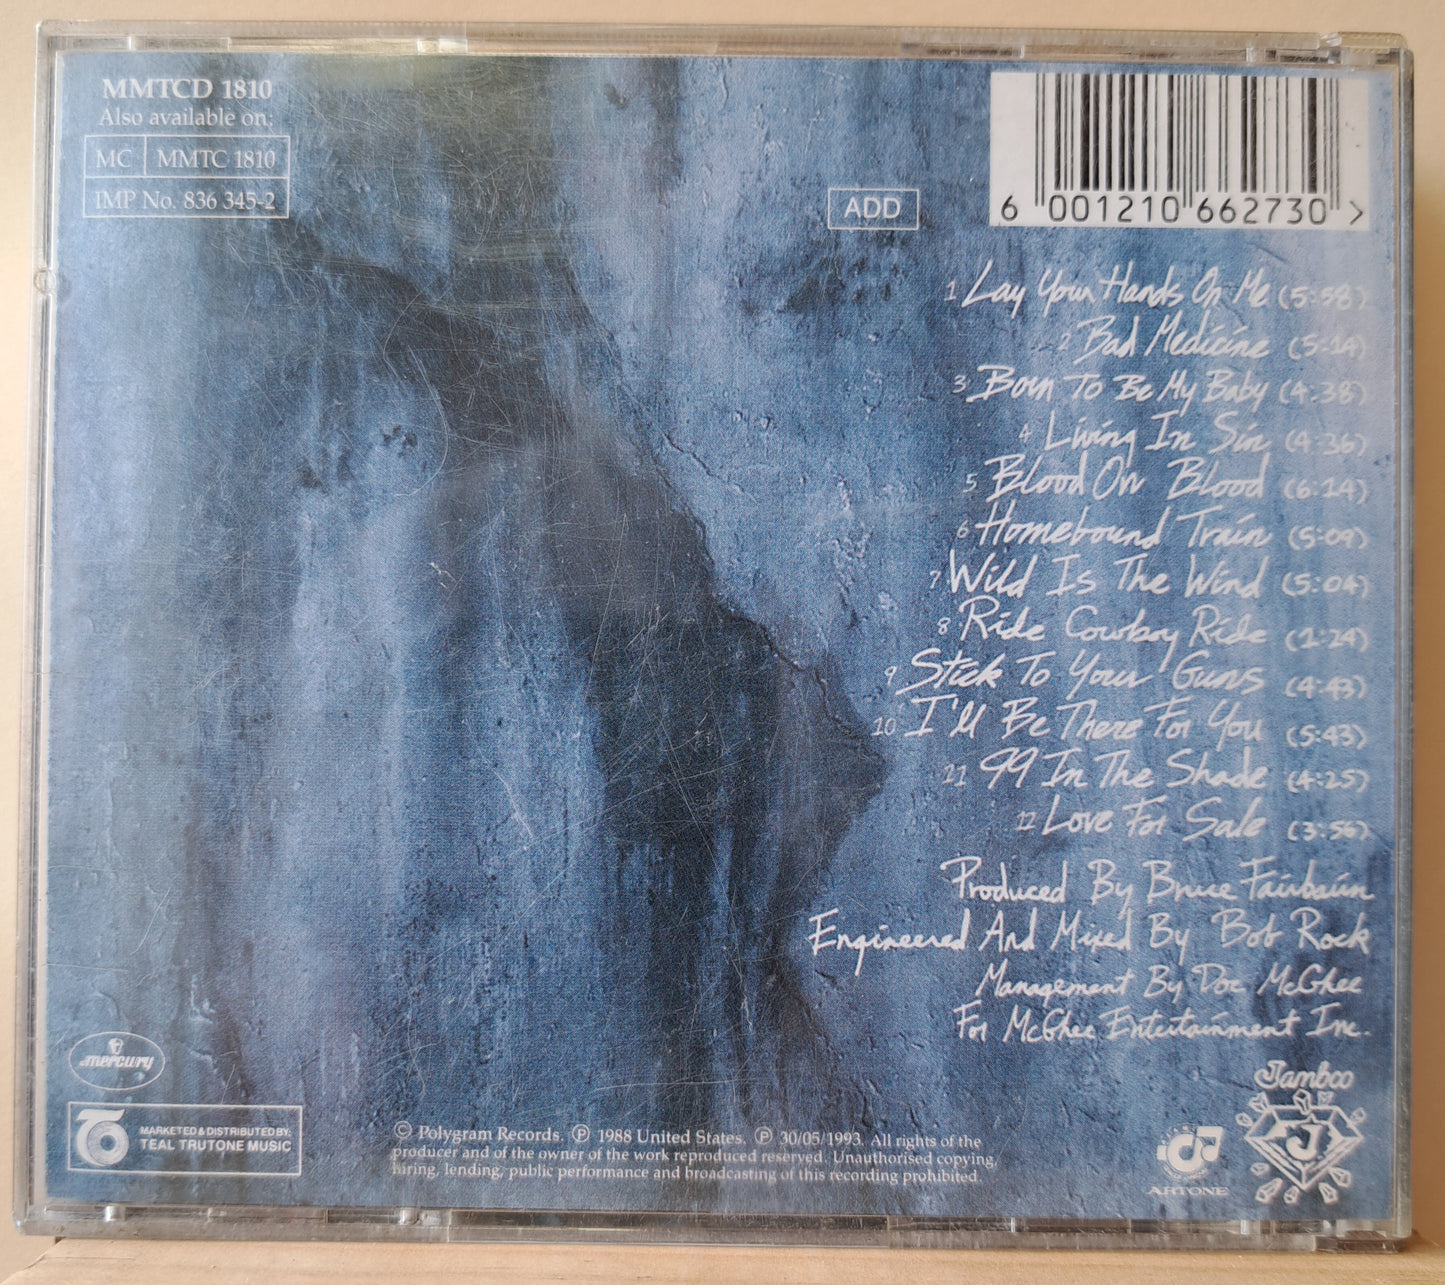 MMTCD 1810
Also available on:
MC MMTC 1810
IMP No. 836 345-2
ADD
6 001210 662730 >
1 Lay Your Hands On Me (5:58)
2 Bad Medicine (5:14)
3 Born To Be My Baby (4:38)
4 Living In Sin (4:36)
5 Blood On Blood (6:14)
6 Homebound Train (5:09)
7 Wild Is The Wind (5:04)
8 Ride Cowboy Ride (1:24)
9 Stick To Your Guns (4:43)
10 I'll Be There For You (5:43)
11 99 In The Shade (4:25)
12 Love For Sale (3:56)
Produced By Bruce Fairbairn
Engineered And Mixed By Bob Rock
Management By Doc McGhee
For McGhee Entertainment Inc.
mercury
MARKETED & DISTRIBUTED BY:
TEAL TRUTONE MUSIC
© Polygram Records. ℗ 1988 United States. ℗ 30/05/1993. All rights of the
producer and of the owner of the work reproduced reserved. Unauthorised copying,
hiring, lending, public performance and broadcasting of this recording prohibited.
ARTONE
Jambco
J